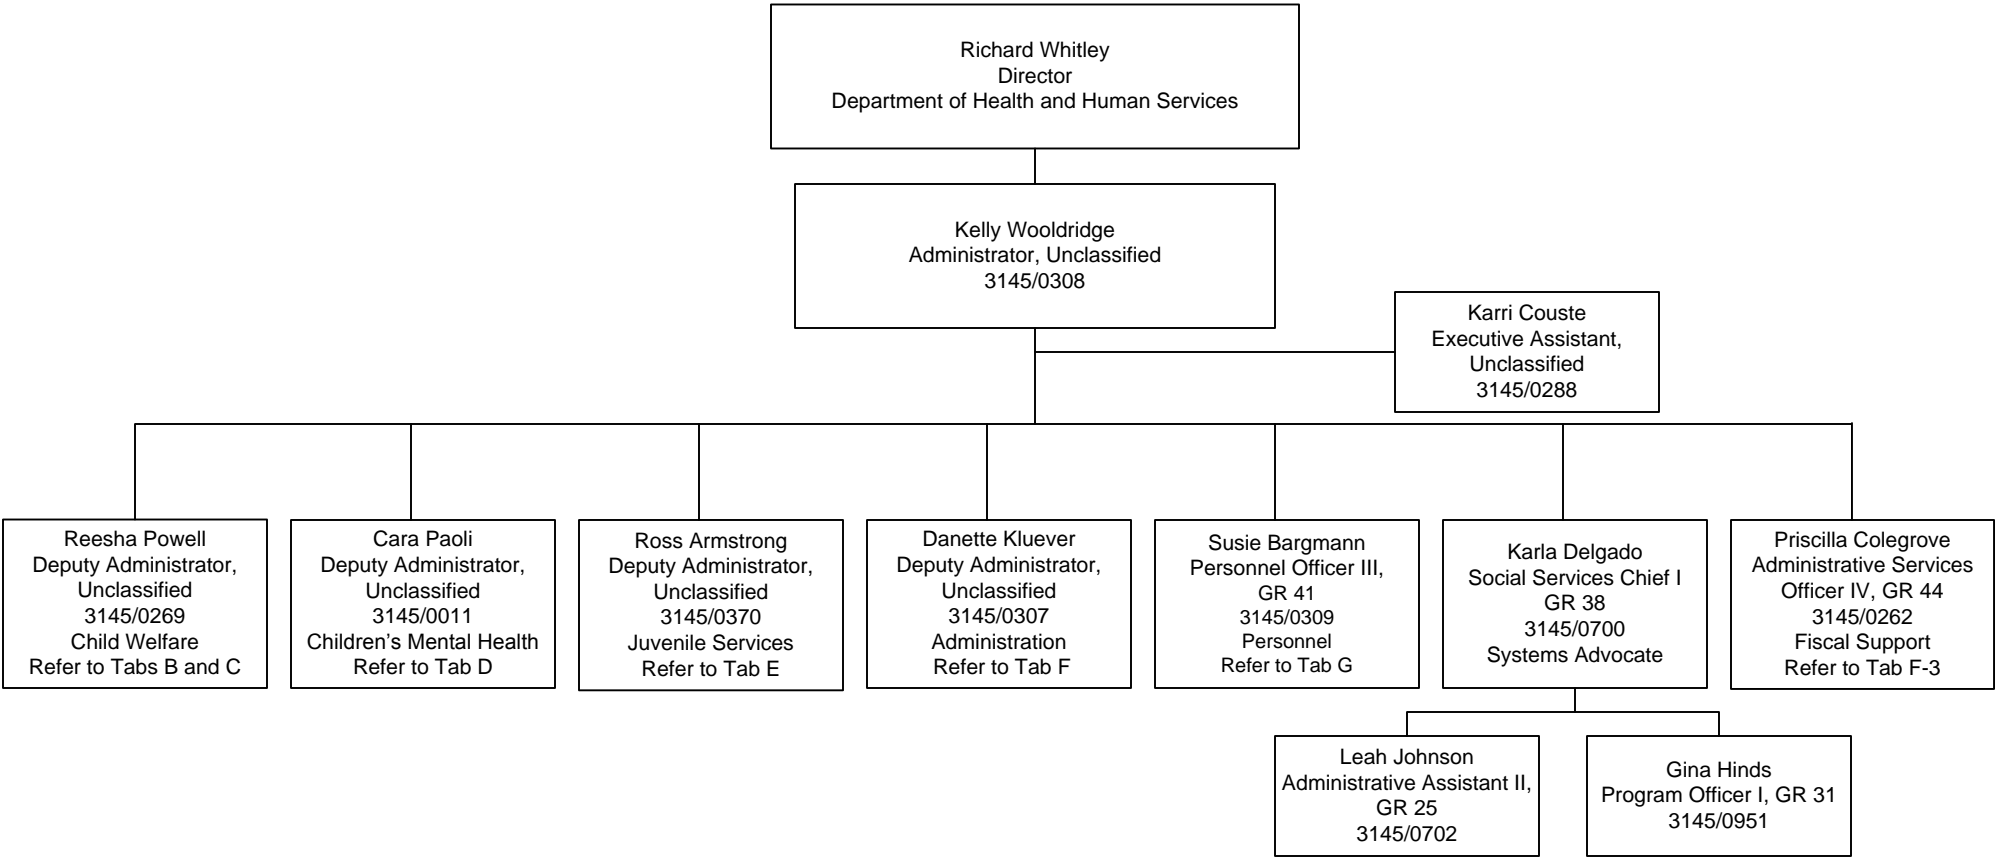 Richard Whitley
Director
Department of Health and Human Services
Kelly Wooldridge
Administrator, Unclassified
3145/0308
Karri Couste
Executive Assistant,
Unclassified
3145/0288
Reesha Powell
Deputy Administrator,
Unclassified
3145/0269
Child Welfare
Refer to Tabs B and C
Cara Paoli
Deputy Administrator,
Unclassified
3145/0011
Children’s Mental Health
Refer to Tab D
Ross Armstrong
Deputy Administrator,
Unclassified
3145/0370
Juvenile Services
Refer to Tab E
Danette Kluever
Deputy Administrator,
Unclassified
3145/0307
Administration
Refer to Tab F
Susie Bargmann
Personnel Officer III,
GR 41
3145/0309
Personnel
Refer to Tab G
Karla Delgado
Social Services Chief I
GR 38
3145/0700
Systems Advocate
Priscilla Colegrove
Administrative Services
Officer IV, GR 44
3145/0262
Fiscal Support
Refer to Tab F-3
Leah Johnson
Administrative Assistant II,
GR 25
3145/0702
Gina Hinds
Program Officer I, GR 31
3145/0951